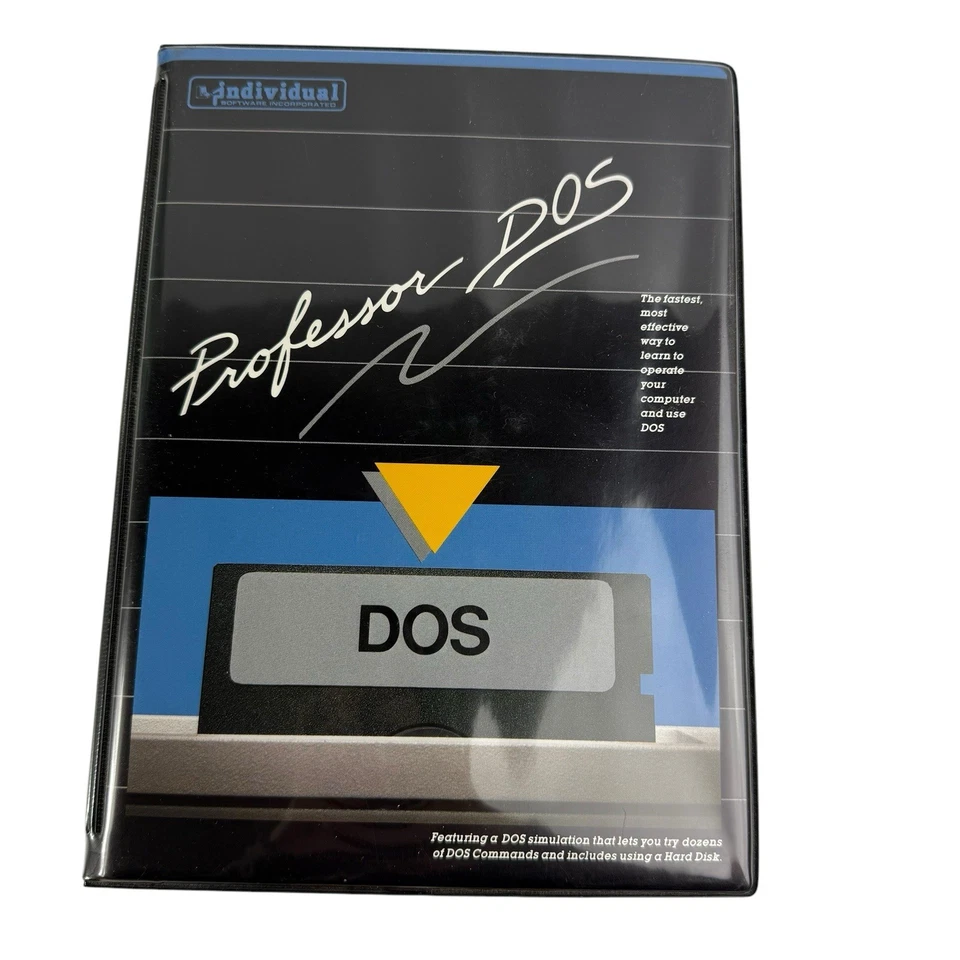 individual
SOFTWARE INCORPORATED
Professor DOS
The fastest,
most
effective
way to
learn to
operate
your
computer
and use
DOS
DOS
Featuring a DOS simulation that lets you try dozens
of DOS Commands and includes using a Hard Disk.